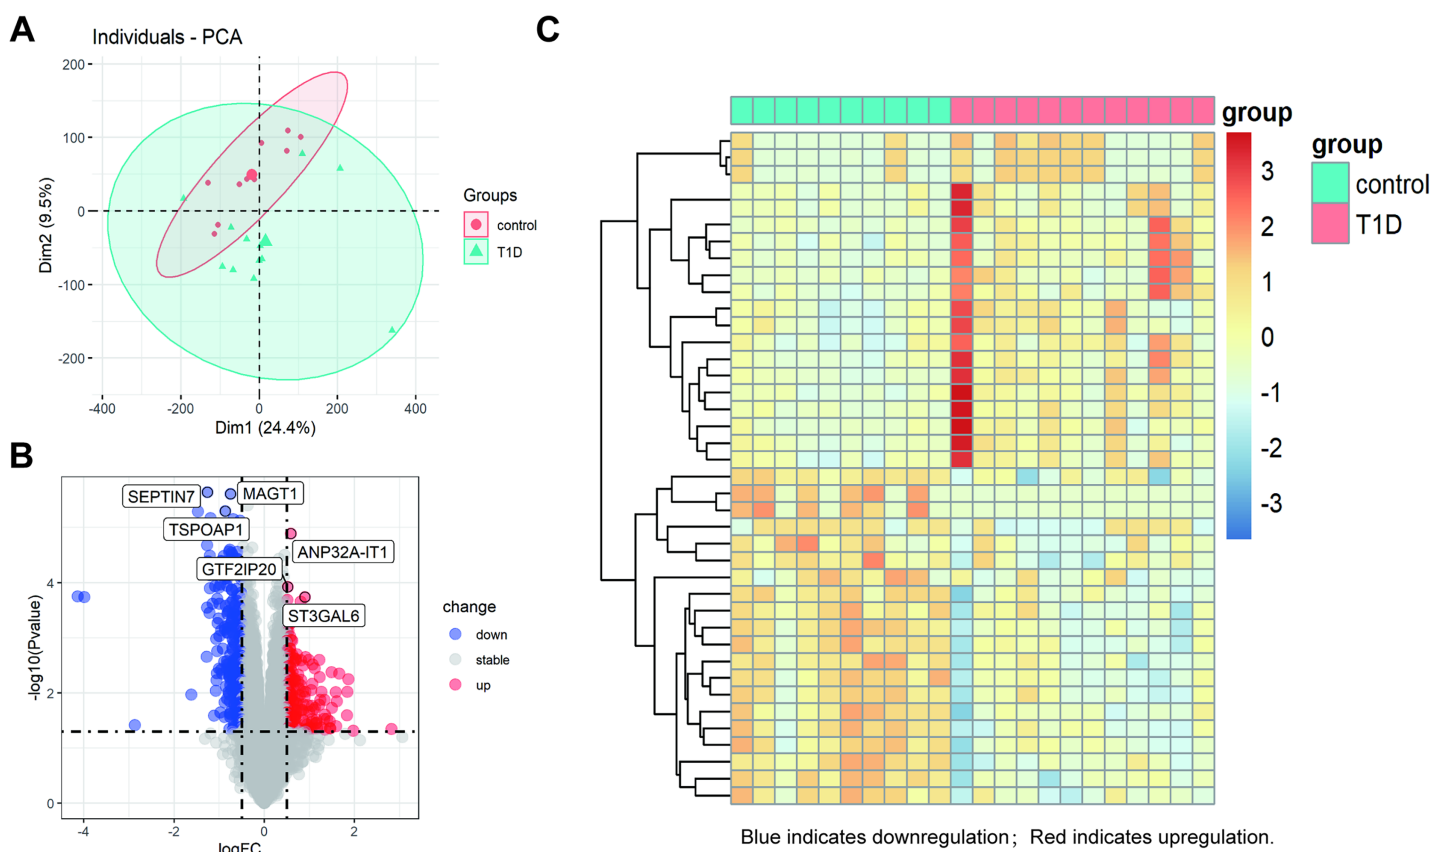 A
Individuals - PCA
200
100
0
-100
-200
Dim2 (9.5%)
-400
-200
0
200
400
Dim1 (24.4%)
Groups
control
T1D
B
SEPTIN7
MAGT1
TSPOAP1
ANP32A-IT1
GTF2IP20
ST3GAL6
4
2
0
-log10(Pvalue)
-4
-2
0
2
logFC
change
down
stable
up
C
group
3
2
1
0
-1
-2
-3
group
control
T1D
Blue indicates downregulation; Red indicates upregulation.